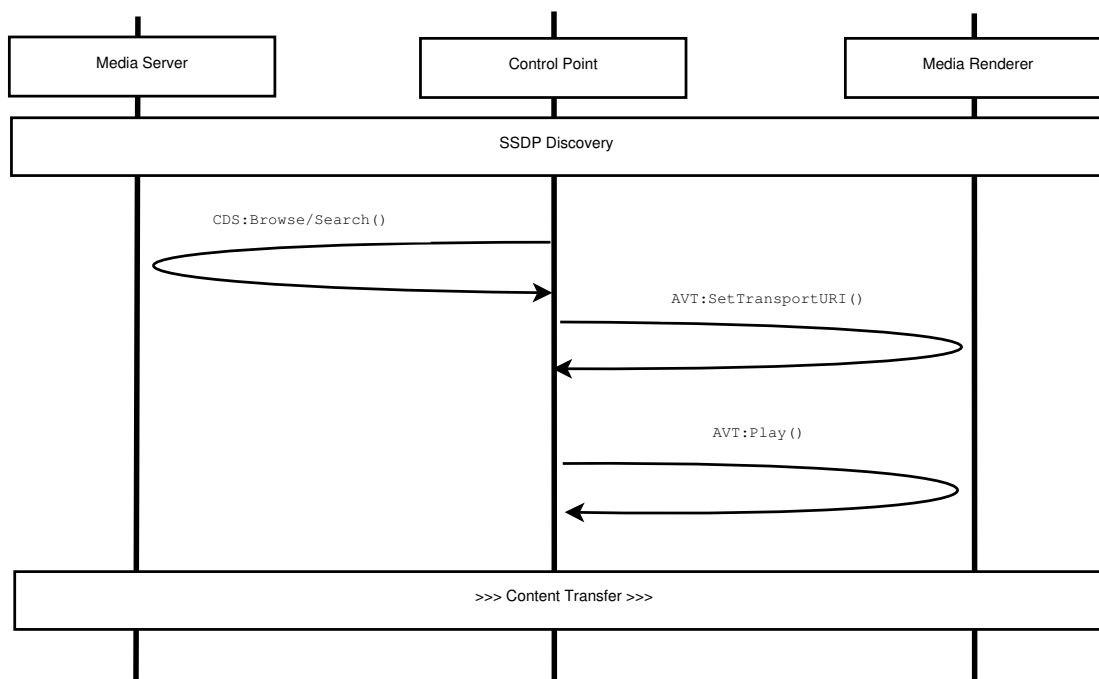 Media Server
Control Point
Media Renderer
SSDP Discovery
CDS:Browse/Search()
AVT:SetTransportURI()
AVT:Play()
>>> Content Transfer >>>